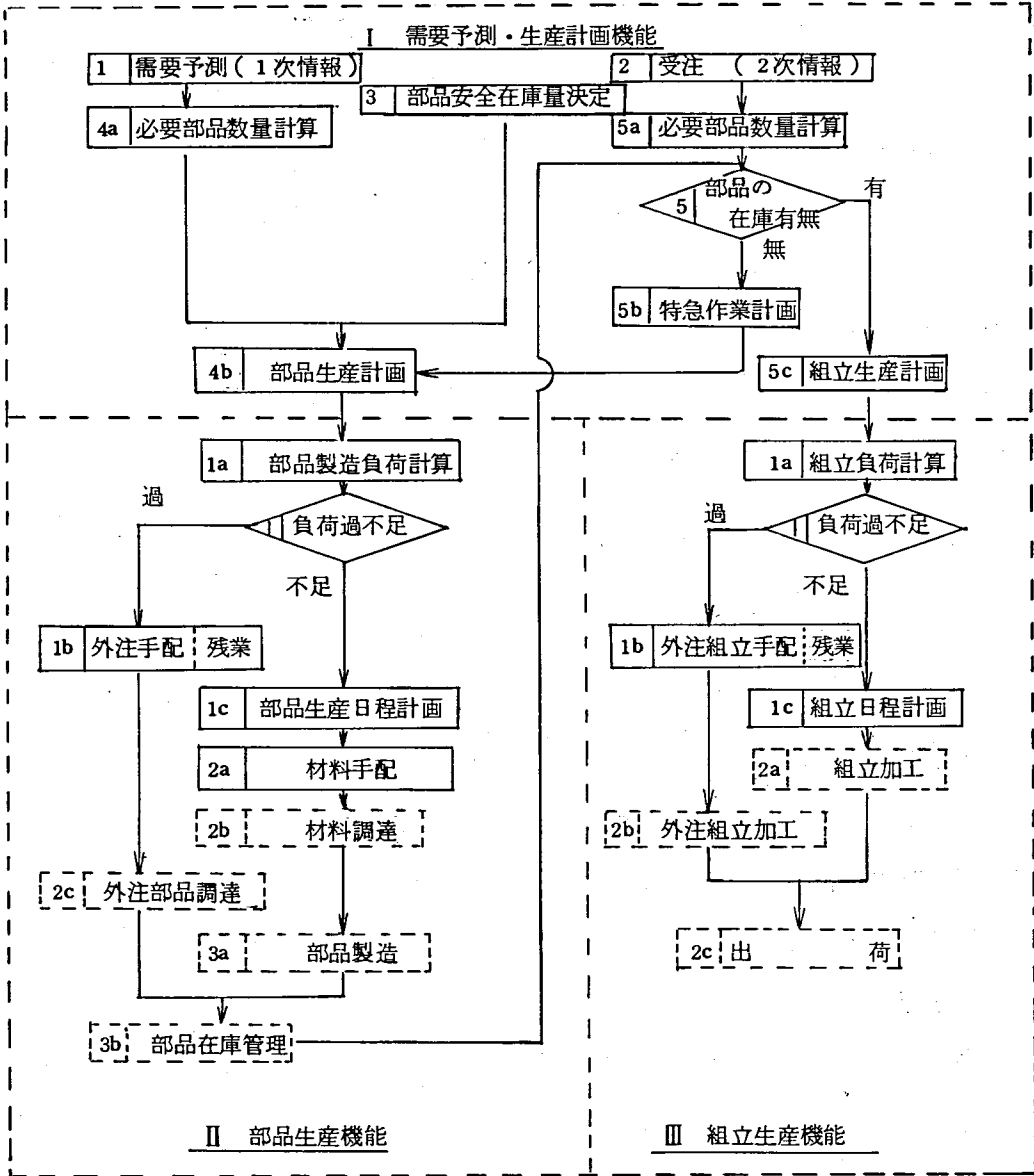 I 需要予測・生産計画機能
1 需要予測(1次情報)
2 受注 (2次情報)
3 部品安全在庫量決定
4a 必要部品数量計算
5a 必要部品数量計算
5 部品の
在庫有無
有
無
5b 特急作業計画
4b 部品生産計画
5c 組立生産計画
1a 部品製造負荷計算
過
1 負荷過不足
不足
1b 外注手配 残業
1c 部品生産日程計画
2a 材料手配
2b 材料調達
2c 外注部品調達
3a 部品製造
3b 部品在庫管理
II 部品生産機能
1a 組立負荷計算
過
1 負荷過不足
不足
1b 外注組立手配 残業
1c 組立日程計画
2a 組立加工
2b 外注組立加工
2c 出 荷
III 組立生産機能